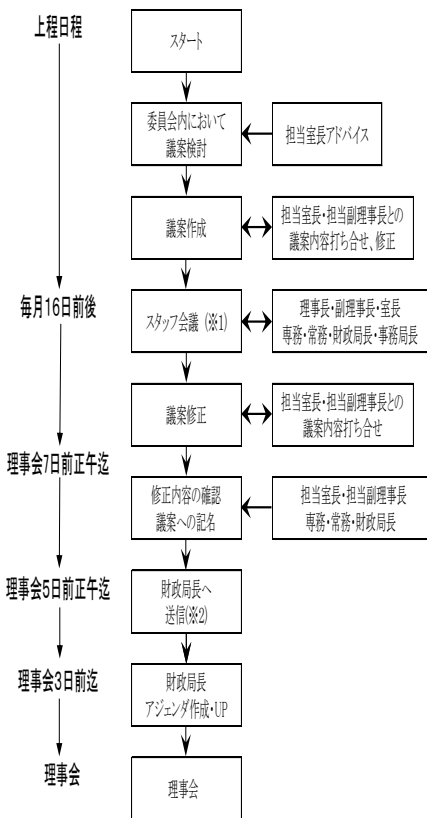 上程日程
スタート
委員会内において
議案検討
担当室長アドバイス
議案作成
担当室長・担当副理事長との
議案内容打ち合せ、修正
毎月16日前後
スタッフ会議 (※1)
理事長・副理事長・室長
専務・常務・財政局長・事務局長
議案修正
担当室長・担当副理事長との
議案内容打ち合せ
理事会7日前正午迄
修正内容の確認
議案への記名
担当室長・担当副理事長
専務・常務・財政局長
理事会5日前正午迄
財政局長へ
送信(※2)
理事会3日前迄
財政局長
アジェンダ作成・UP
理事会
理事会